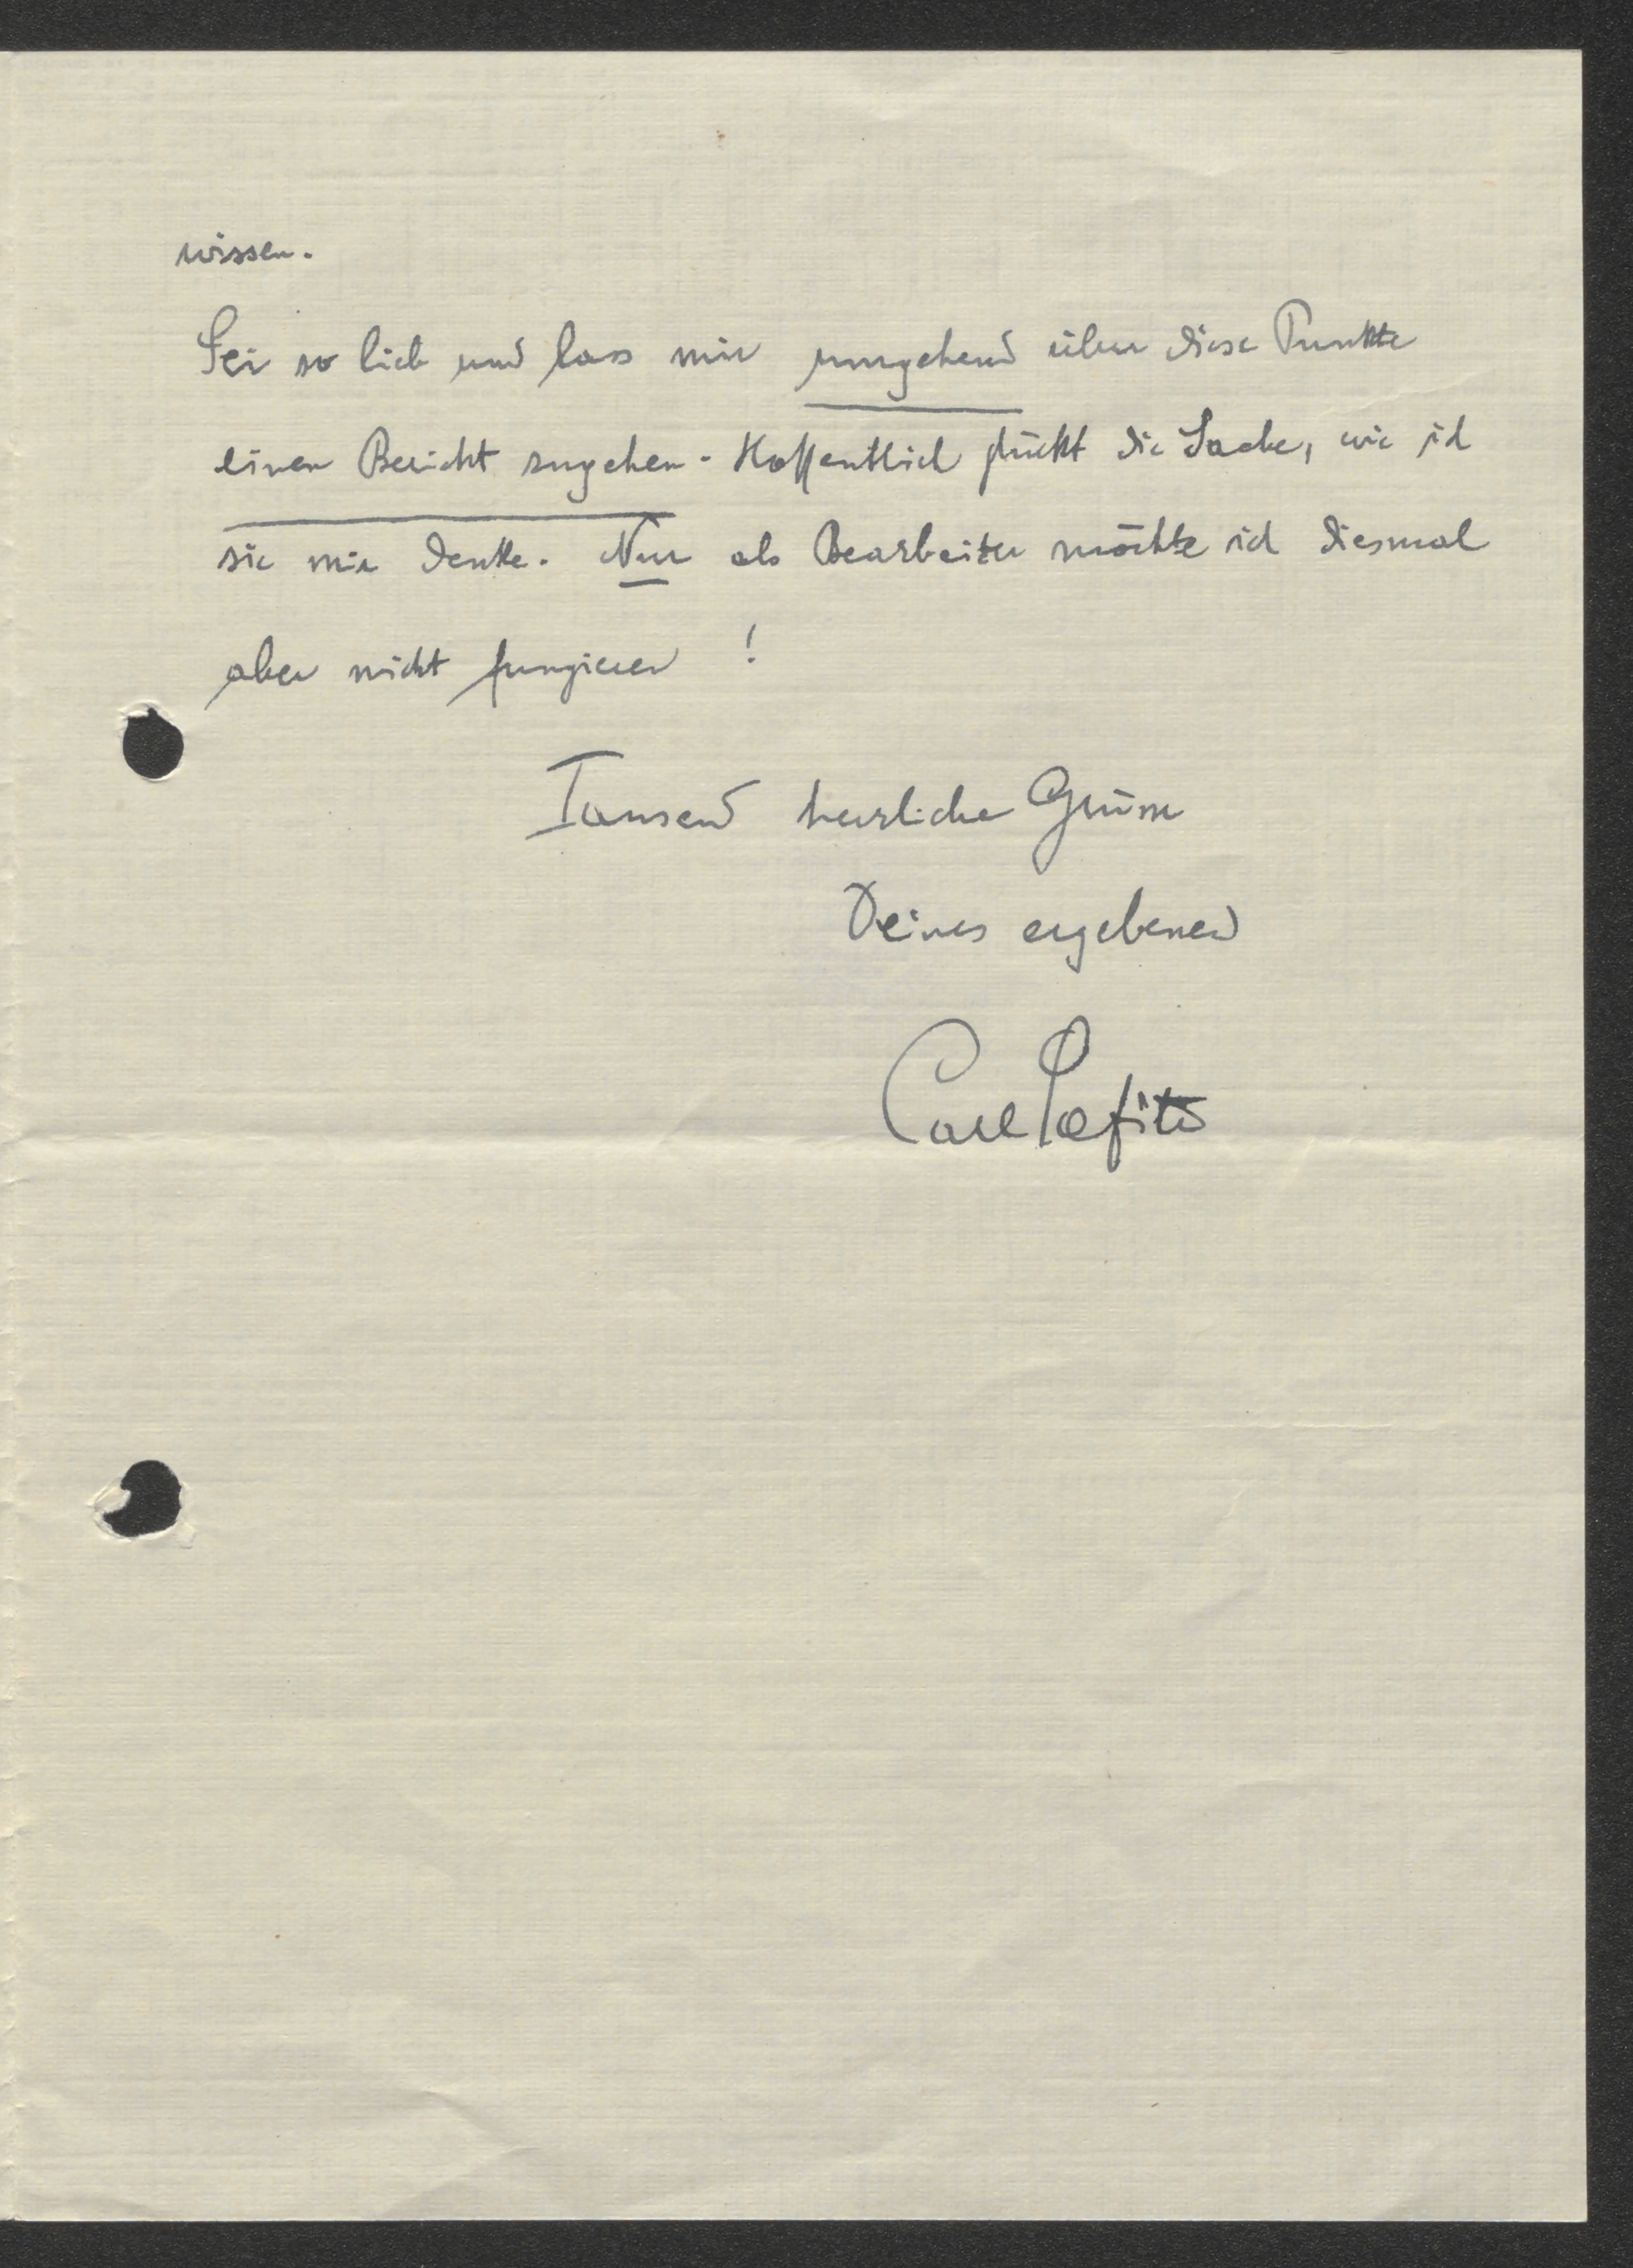 wissen.
Sei so lieb und lass mir umgehend über diese Punkte
einen Bericht zugehen. Hoffentlich glückt die Sache, wie ich
sie mir denke. Nur als Bearbeiter möchte ich diesmal
aber nicht fungieren !
Tausend herzliche Grüsse
Deines ergebenen
Carl Lafite